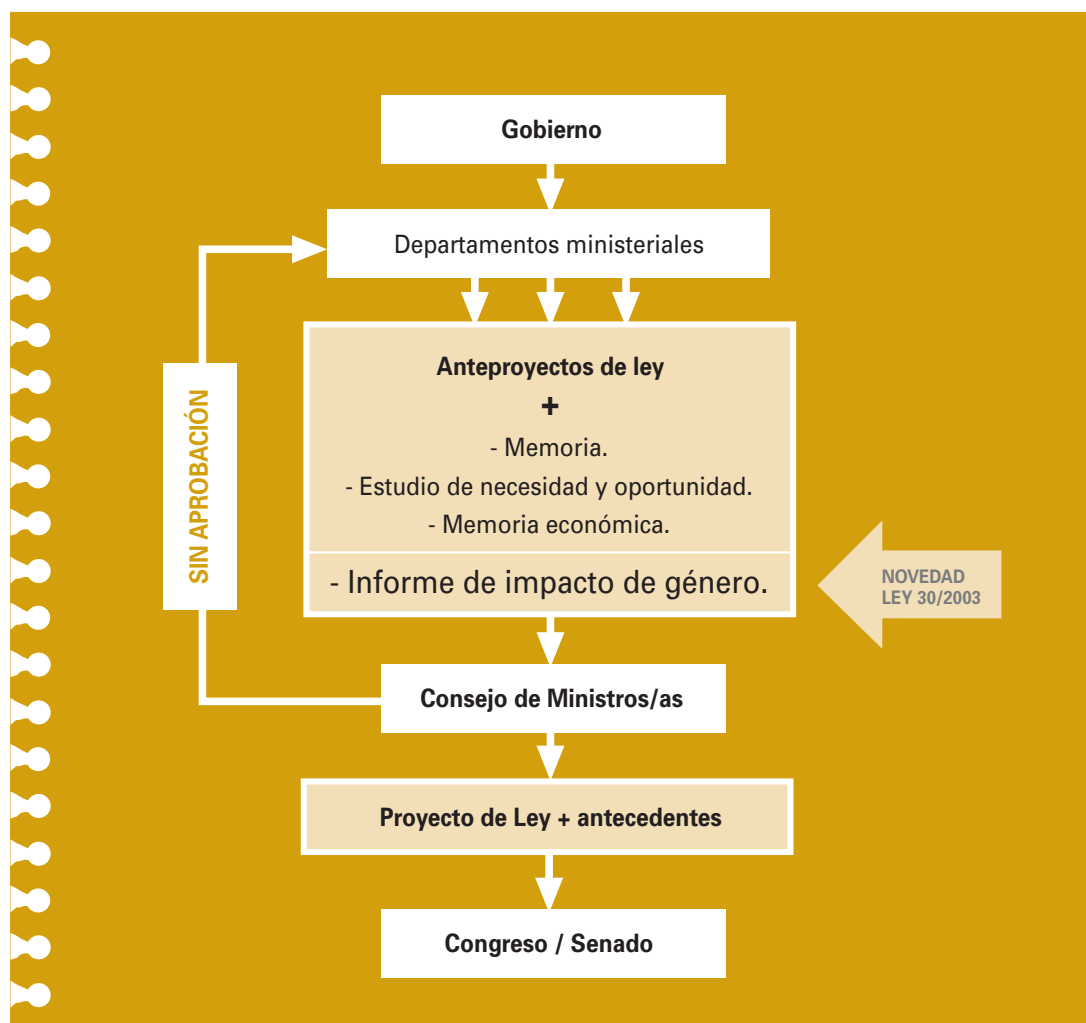 Gobierno
Departamentos ministeriales
Anteproyectos de ley
+
- Memoria.
- Estudio de necesidad y oportunidad.
- Memoria económica.
- Informe de impacto de género.
NOVEDAD
LEY 30/2003
SIN APROBACIÓN
Consejo de Ministros/as
Proyecto de Ley + antecedentes
Congreso / Senado